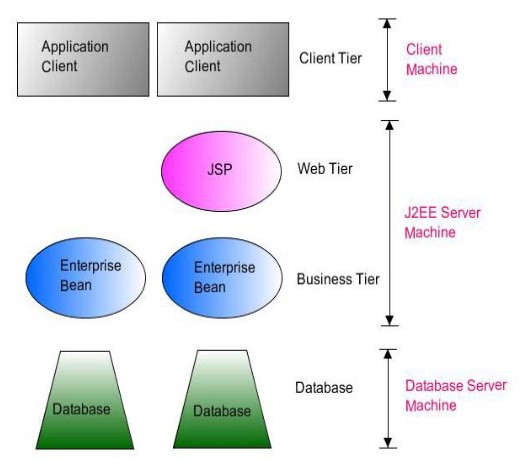 Application
Client
Application
Client
Client Tier
Client
Machine
JSP
Web Tier
J2EE Server
Machine
Enterprise
Bean
Enterprise
Bean
Business Tier
Database
Database
Database
Database Server
Machine